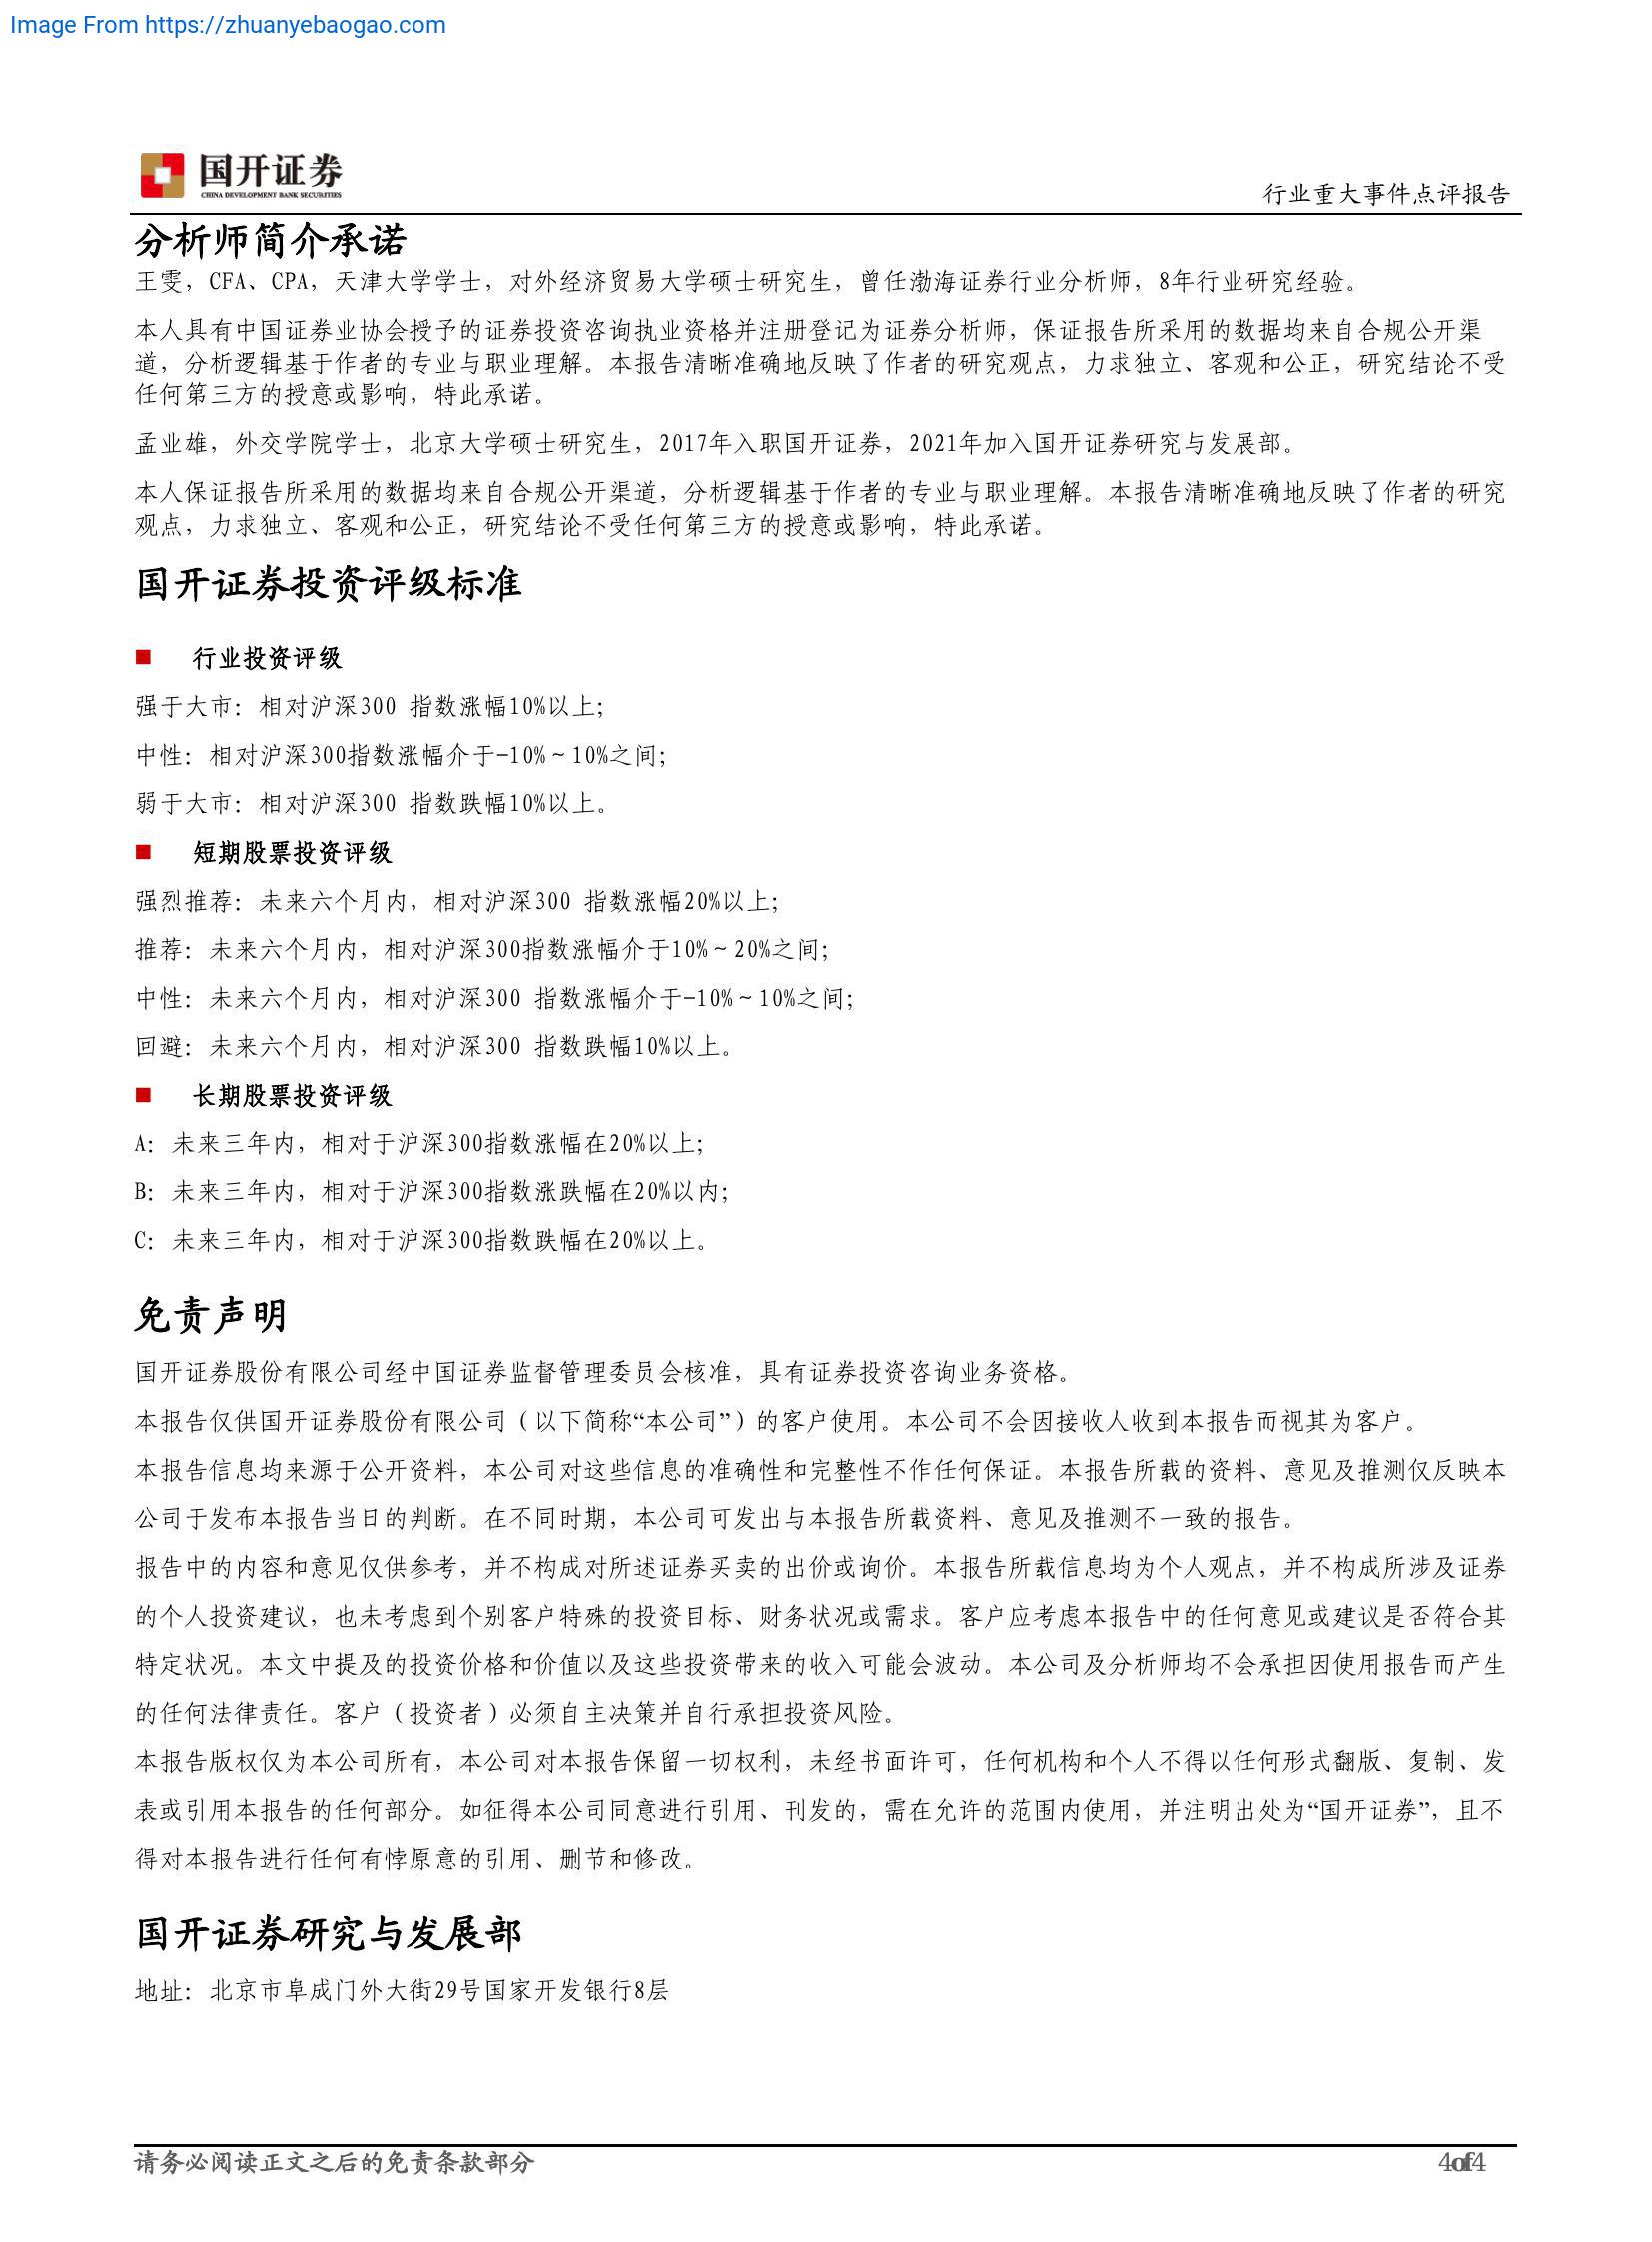 Image From https://zhuanyebaogao.com
国开证券
CHINA DEVELOPMENT BANK SECURITIES
行业重大事件点评报告
分析师简介承诺
王雯，CFA、CPA，天津大学学士，对外经济贸易大学硕士研究生，曾任渤海证券行业分析师，8年行业研究经验。
本人具有中国证券业协会授予的证券投资咨询执业资格并注册登记为证券分析师，保证报告所采用的数据均来自合规公开渠
道，分析逻辑基于作者的专业与职业理解。本报告清晰准确地反映了作者的研究观点，力求独立、客观和公正，研究结论不受
任何第三方的授意或影响，特此承诺。
孟业雄，外交学院学士，北京大学硕士研究生，2017年入职国开证券，2021年加入国开证券研究与发展部。
本人保证报告所采用的数据均来自合规公开渠道，分析逻辑基于作者的专业与职业理解。本报告清晰准确地反映了作者的研究
观点，力求独立、客观和公正，研究结论不受任何第三方的授意或影响，特此承诺。
国开证券投资评级标准
■ 行业投资评级
强于大市：相对沪深300 指数涨幅10%以上；
中性：相对沪深300指数涨幅介于-10%～10%之间；
弱于大市：相对沪深300 指数跌幅10%以上。
■ 短期股票投资评级
强烈推荐：未来六个月内，相对沪深300 指数涨幅20%以上；
推荐：未来六个月内，相对沪深300指数涨幅介于10%～20%之间；
中性：未来六个月内，相对沪深300 指数涨幅介于-10%～10%之间；
回避：未来六个月内，相对沪深300 指数跌幅10%以上。
■ 长期股票投资评级
A：未来三年内，相对于沪深300指数涨幅在20%以上；
B：未来三年内，相对于沪深300指数涨跌幅在20%以内；
C：未来三年内，相对于沪深300指数跌幅在20%以上。
免责声明
国开证券股份有限公司经中国证券监督管理委员会核准，具有证券投资咨询业务资格。
本报告仅供国开证券股份有限公司（以下简称“本公司”）的客户使用。本公司不会因接收人收到本报告而视其为客户。
本报告信息均来源于公开资料，本公司对这些信息的准确性和完整性不作任何保证。本报告所载的资料、意见及推测仅反映本
公司于发布本报告当日的判断。在不同时期，本公司可发出与本报告所载资料、意见及推测不一致的报告。
报告中的内容和意见仅供参考，并不构成对所述证券买卖的出价或询价。本报告所载信息均为个人观点，并不构成所涉及证券
的个人投资建议，也未考虑到个别客户特殊的投资目标、财务状况或需求。客户应考虑本报告中的任何意见或建议是否符合其
特定状况。本文中提及的投资价格和价值以及这些投资带来的收入可能会波动。本公司及分析师均不会承担因使用报告而产生
的任何法律责任。客户（投资者）必须自主决策并自行承担投资风险。
本报告版权仅为本公司所有，本公司对本报告保留一切权利，未经书面许可，任何机构和个人不得以任何形式翻版、复制、发
表或引用本报告的任何部分。如征得本公司同意进行引用、刊发的，需在允许的范围内使用，并注明出处为“国开证券”，且不
得对本报告进行任何有悖原意的引用、删节和修改。
国开证券研究与发展部
地址：北京市阜成门外大街29号国家开发银行8层
请务必阅读正文之后的免责条款部分
4of4